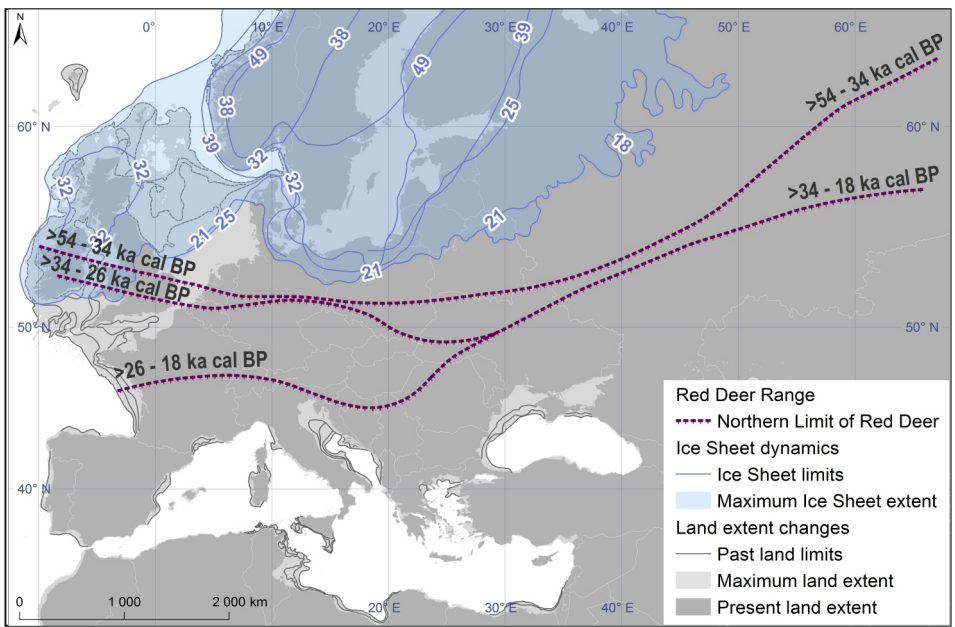 N
0°
10° E
20° E
30° E
40° E
50° E
60° E
49
38
39
49
38
25
>54 - 34 ka cal BP
60° N
60° N
39
32
18
32
32
32
>34 - 18 ka cal BP
21
25
21
32
21
>54 - 34 ka cal BP
>34 - 26 ka cal BP
50° N
50° N
>26 - 18 ka cal BP
40° N
Red Deer Range
Northern Limit of Red Deer
Ice Sheet dynamics
Ice Sheet limits
Maximum Ice Sheet extent
Land extent changes
Past land limits
Maximum land extent
Present land extent
0 1 000 2 000 km
10° E
20° E
30° E
40° E